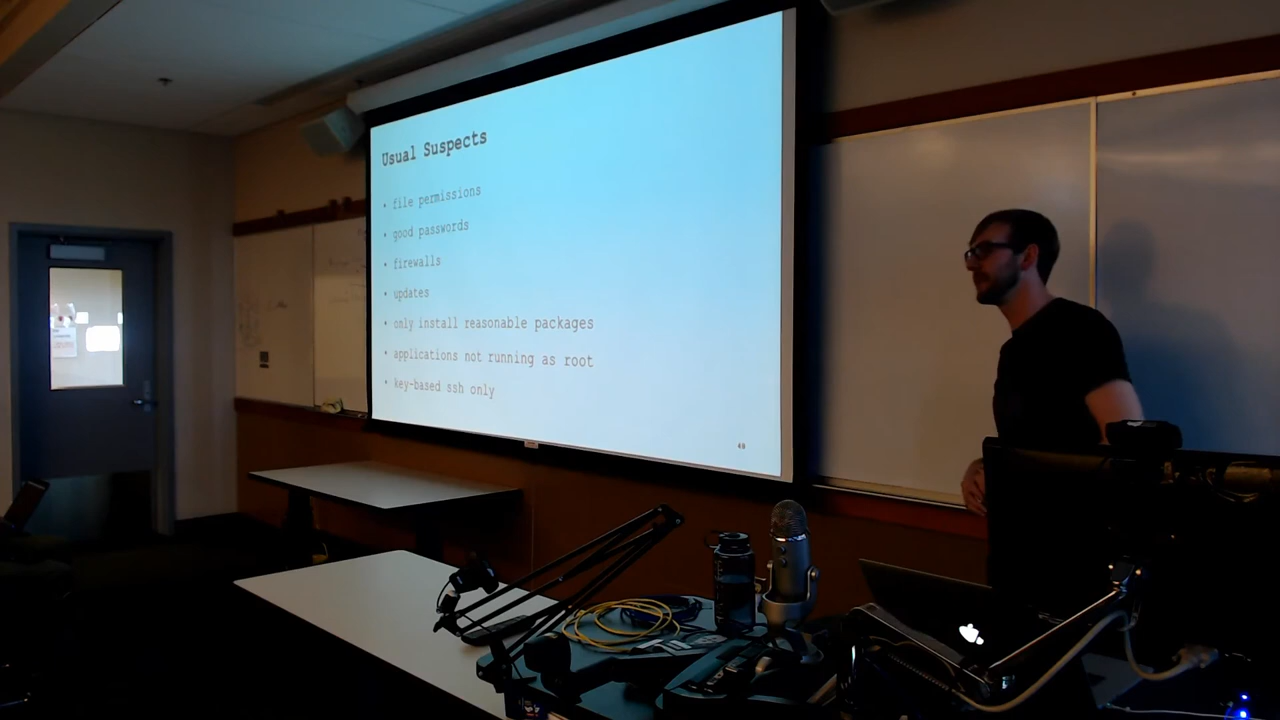 Usual Suspects
• file permissions
• good passwords
• firewalls
• updates
• only install reasonable packages
• applications not running as root
• key-based ssh only